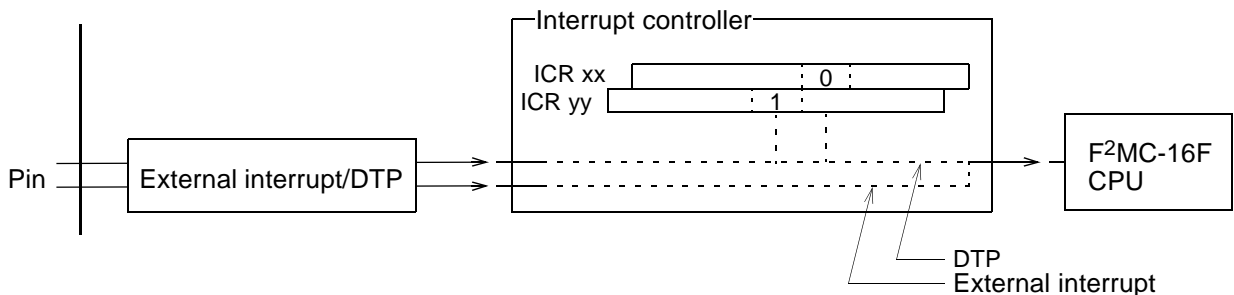 Interrupt controller
ICR xx
0
ICR yy
1
Pin
External interrupt/DTP
F²MC-16F
CPU
DTP
External interrupt